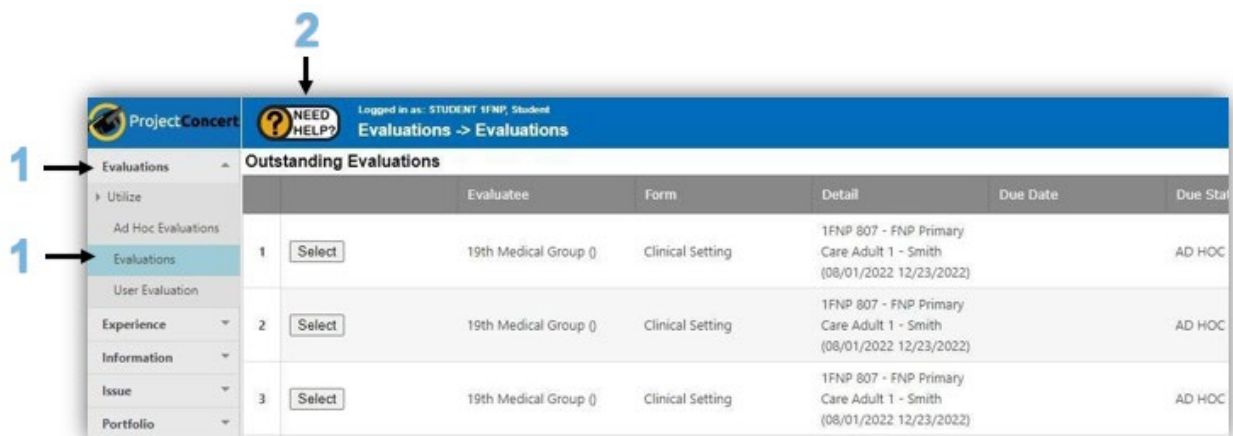 2
ProjectConcert
NEED
HELP?
Logged in as:: STUDENT 1FNP, Student
Evaluations -> Evaluations
1
Evaluations
Utilize
Ad Hoc Evaluations
1
Evaluations
User Evaluation
Experience
Information
Issue
Portfolio
Outstanding Evaluations
Evaluatee Form Detail Due Date Due Stat
1 Select 19th Medical Group () Clinical Setting 1FNP 807 - FNP Primary
Care Adult 1 - Smith AD HOC
(08/01/2022 12/23/2022)
2 Select 19th Medical Group () Clinical Setting 1FNP 807 - FNP Primary
Care Adult 1 - Smith AD HOC
(08/01/2022 12/23/2022)
3 Select 19th Medical Group () Clinical Setting 1FNP 807 - FNP Primary
Care Adult 1 - Smith AD HOC
(08/01/2022 12/23/2022)